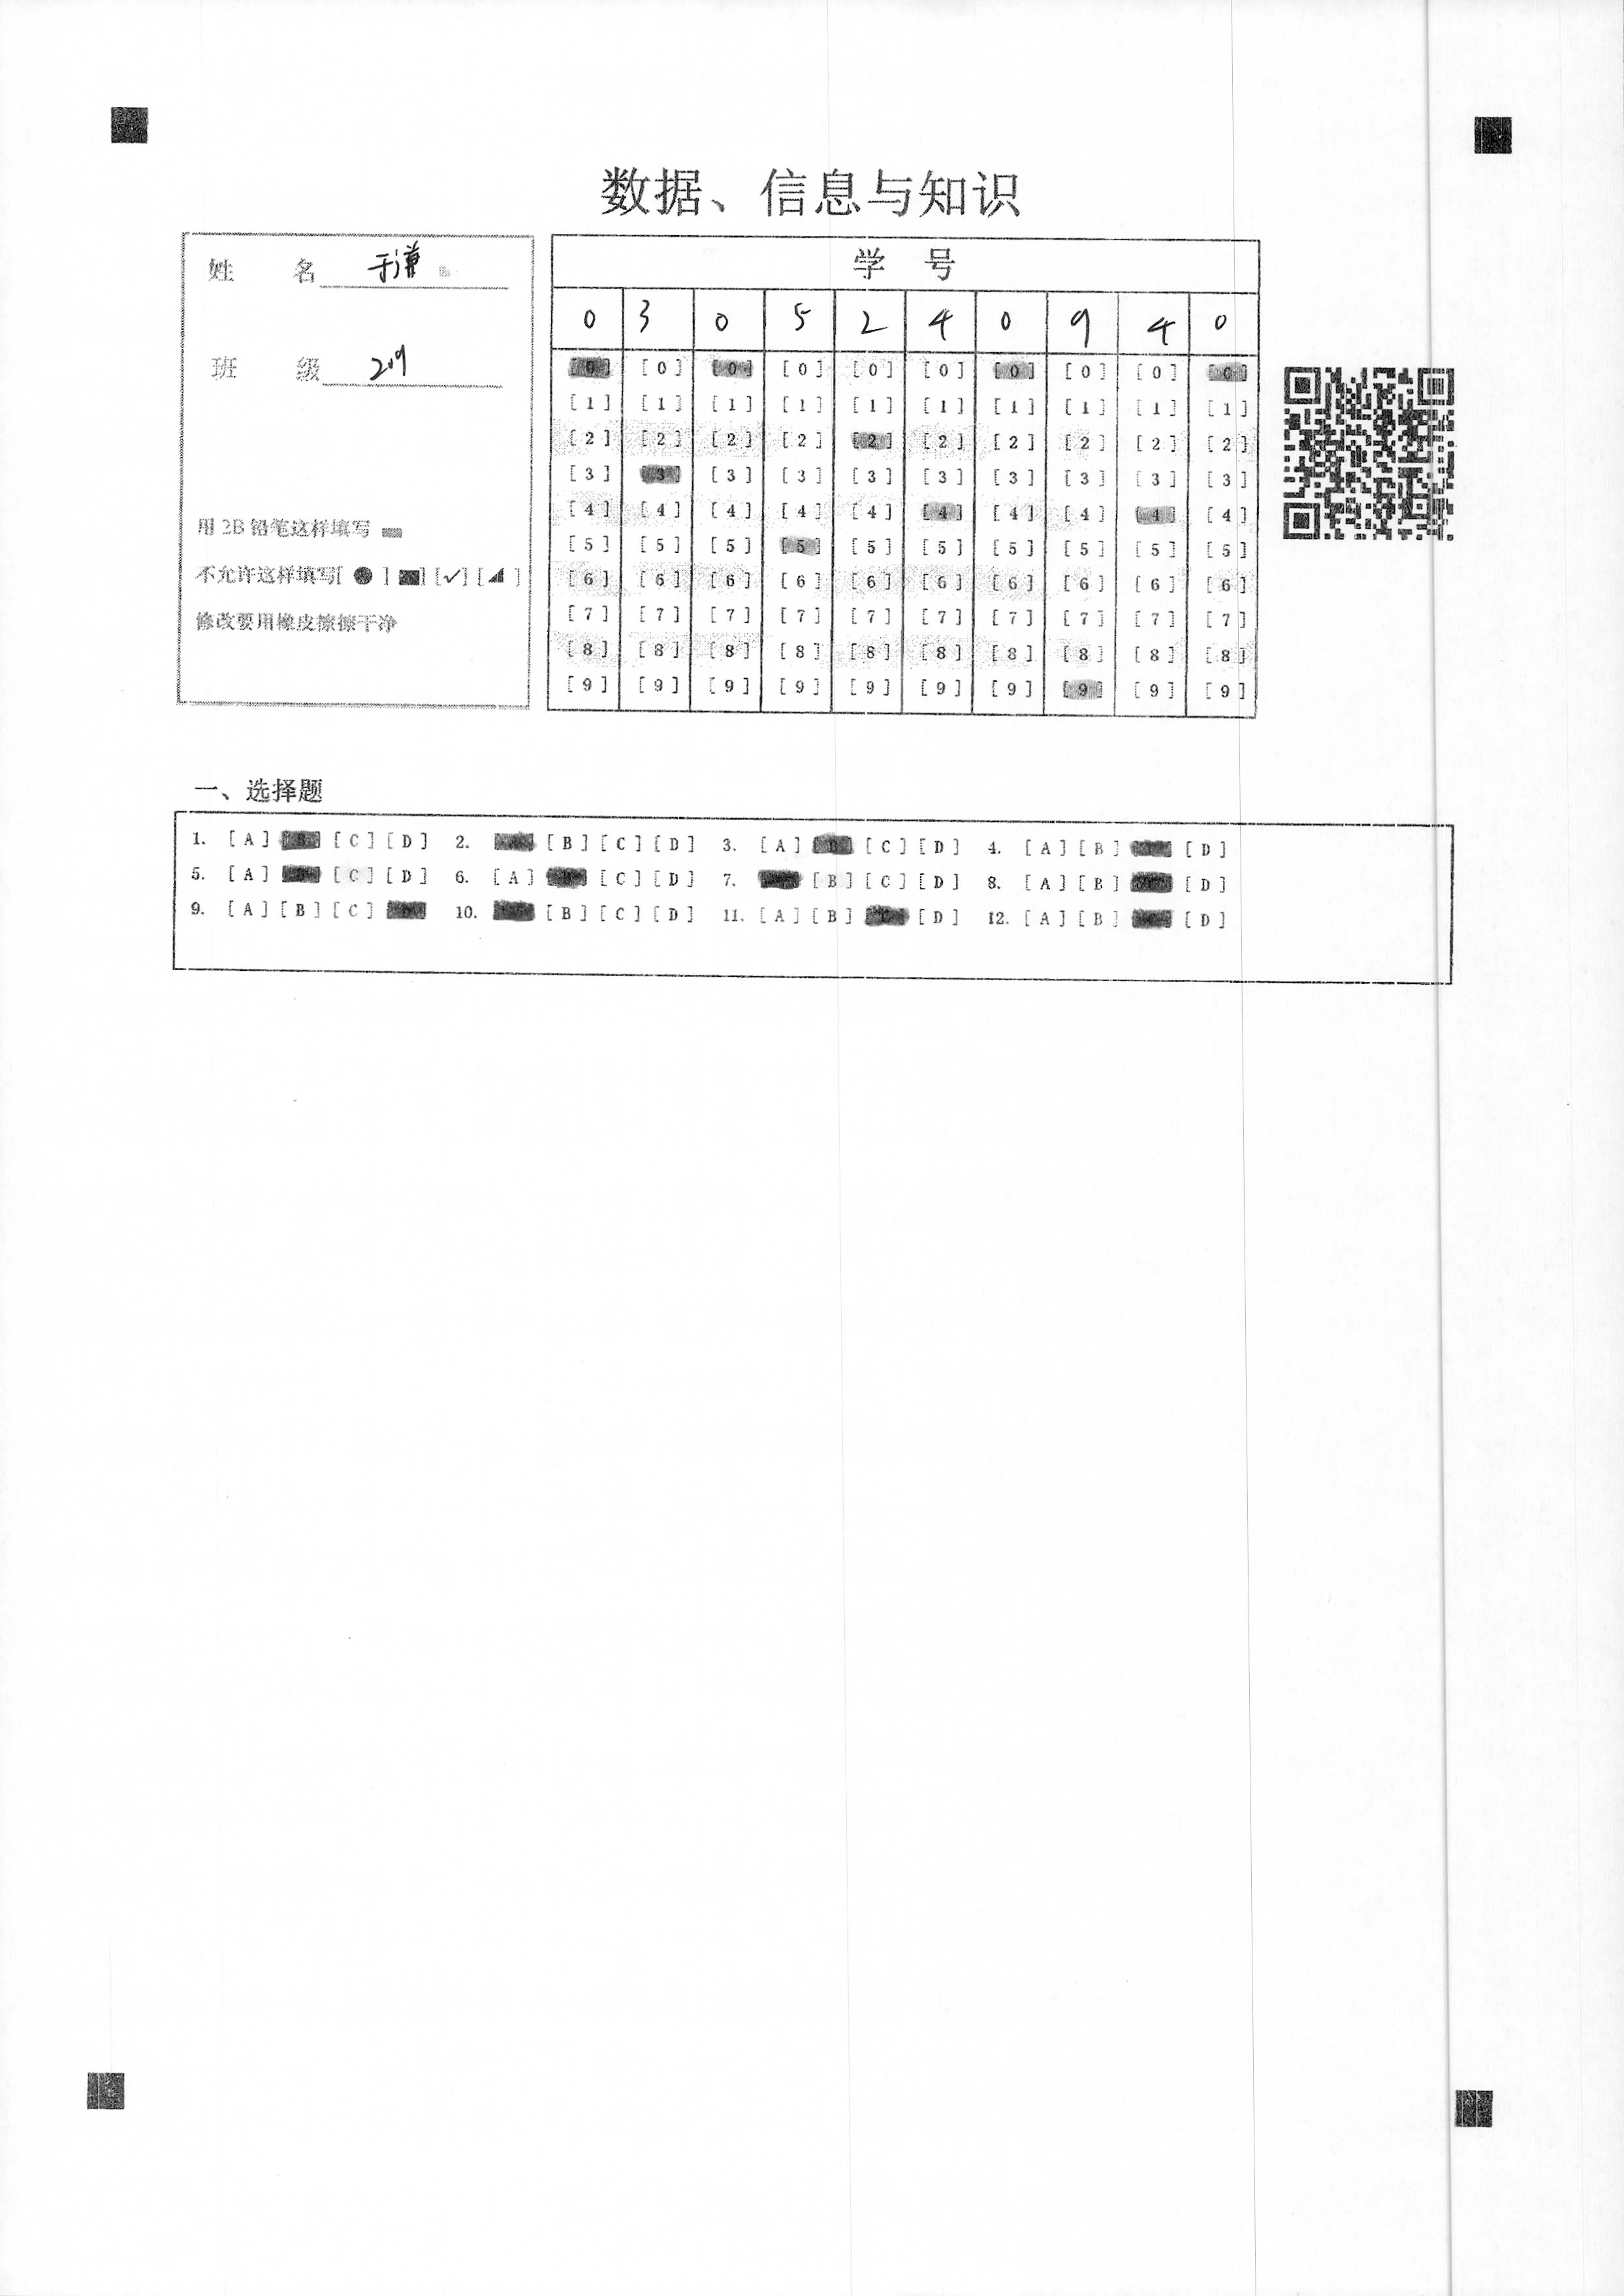 数据、信息与知识
姓 名 于谦
班 级 219
用 2B 铅笔这样填写
不允许这样填写[ ● ] [■] [✓] [◢ ]
修改要用橡皮擦擦干净
学 号
0 3 0 5 2 4 0 9 4 0
[0] [0] [0] [0] [0] [0] [0] [0] [0] [0]
[1] [1] [1] [1] [1] [1] [1] [1] [1] [1]
[2] [2] [2] [2] [2] [2] [2] [2] [2] [2]
[3] [3] [3] [3] [3] [3] [3] [3] [3] [3]
[4] [4] [4] [4] [4] [4] [4] [4] [4] [4]
[5] [5] [5] [5] [5] [5] [5] [5] [5] [5]
[6] [6] [6] [6] [6] [6] [6] [6] [6] [6]
[7] [7] [7] [7] [7] [7] [7] [7] [7] [7]
[8] [8] [8] [8] [8] [8] [8] [8] [8] [8]
[9] [9] [9] [9] [9] [9] [9] [9] [9] [9]
一、选择题
1. [A] [B] [C] [D] 2. [B] [C] [D] 3. [A] [B] [C] [D] 4. [A] [B] [D]
5. [A] [C] [D] 6. [A] [C] [D] 7. [B] [C] [D] 8. [A] [B] [D]
9. [A] [B] [C] 10. [B] [C] [D] 11. [A] [B] [D] 12. [A] [B] [D]